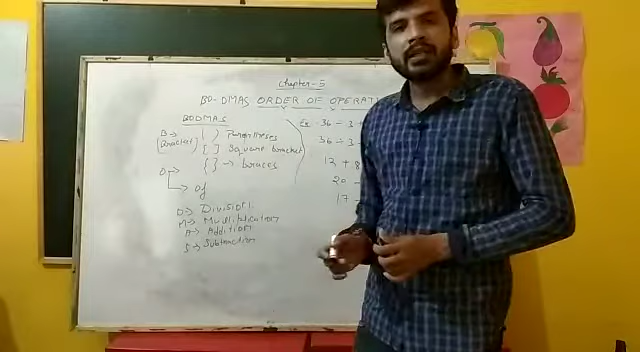 Chapter-5
BO-DMAS ORDER OF OPERATI
BODMAS
B→ ( ) Parentheses
(Bracket) [ ] Square bracket
{ } → braces
O→
Of
D→ Division
M→ Multiplication
A→ Addition
S→ Subtraction
Ex. 36 ÷ 3 +
36 ÷ 3
12 + 8
20 -
17